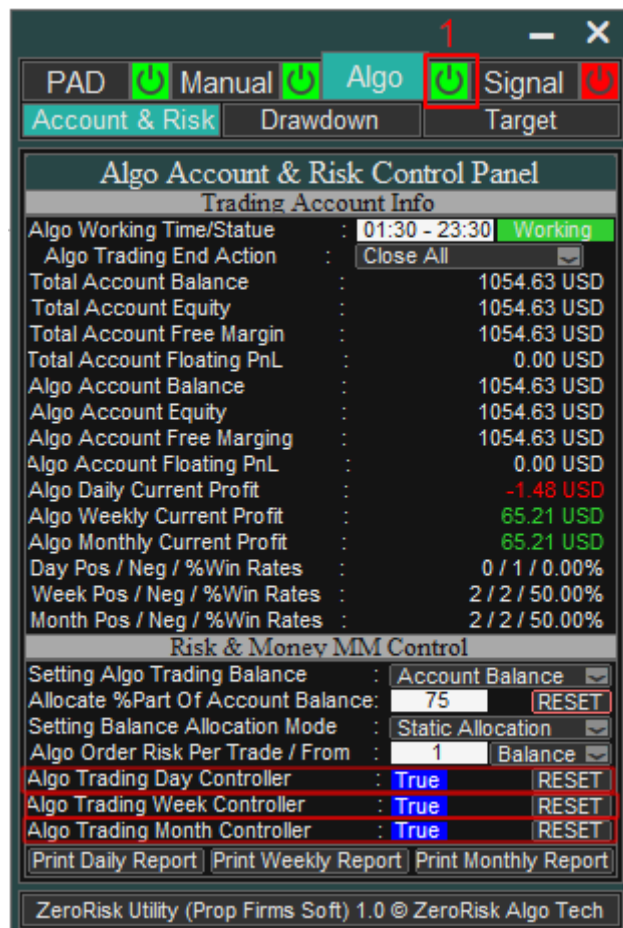 1
PAD Manual Algo Signal
Account & Risk Drawdown Target
Algo Account & Risk Control Panel
Trading Account Info
Algo Working Time/Statue : 01:30 - 23:30 Working
Algo Trading End Action : Close All
Total Account Balance : 1054.63 USD
Total Account Equity : 1054.63 USD
Total Account Free Margin : 1054.63 USD
Total Account Floating PnL : 0.00 USD
Algo Account Balance : 1054.63 USD
Algo Account Equity : 1054.63 USD
Algo Account Free Marging : 1054.63 USD
Algo Account Floating PnL : 0.00 USD
Algo Daily Current Profit : -1.48 USD
Algo Weekly Current Profit : 65.21 USD
Algo Monthly Current Profit : 65.21 USD
Day Pos / Neg / %Win Rates : 0 / 1 / 0.00%
Week Pos / Neg / %Win Rates : 2 / 2 / 50.00%
Month Pos / Neg / %Win Rates : 2 / 2 / 50.00%
Risk & Money MM Control
Setting Algo Trading Balance : Account Balance
Allocate %Part Of Account Balance: 75 RESET
Setting Balance Allocation Mode : Static Allocation
Algo Order Risk Per Trade / From : 1 Balance
Algo Trading Day Controller : True RESET
Algo Trading Week Controller : True RESET
Algo Trading Month Controller : True RESET
Print Daily Report Print Weekly Report Print Monthly Report
ZeroRisk Utility (Prop Firms Soft) 1.0 © ZeroRisk Algo Tech